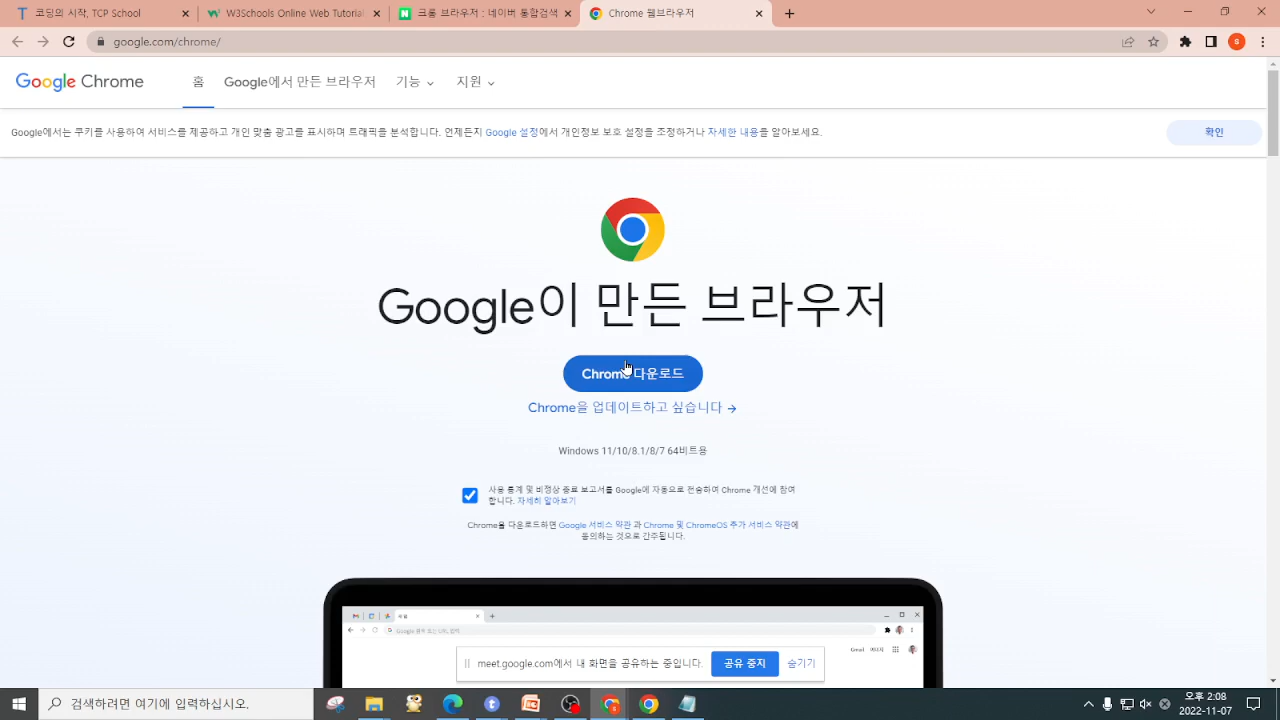 코딩의 시작, TCP School
W3Schools Online Web Tutorial
크롬 브라우저 : 네이버 통합검색
Chrome 웹브라우저
google.com/chrome/
Google Chrome
홈
Google에서 만든 브라우저
기능
지원
Google에서는 쿠키를 사용하여 서비스를 제공하고 개인 맞춤 광고를 표시하며 트래픽을 분석합니다. 언제든지 Google 설정에서 개인정보 보호 설정을 조정하거나 자세한 내용을 알아보세요.
확인
Google이 만든 브라우저
Chrome 다운로드
Chrome을 업데이트하고 싶습니다 →
Windows 11/10/8.1/8/7 64비트용
사용 통계 및 비정상 종료 보고서를 Google에 자동으로 전송하여 Chrome 개선에 참여
합니다. 자세히 알아보기
Chrome을 다운로드하면 Google 서비스 약관 과 Chrome 및 ChromeOS 추가 서비스 약관에
동의하는 것으로 간주됩니다.
새 탭
Google 검색 또는 URL 입력
Gmail 이미지
meet.google.com에서 내 화면을 공유하는 중입니다.
공유 중지
숨기기
검색하려면 여기에 입력하십시오.
오후 2:08
2022-11-07